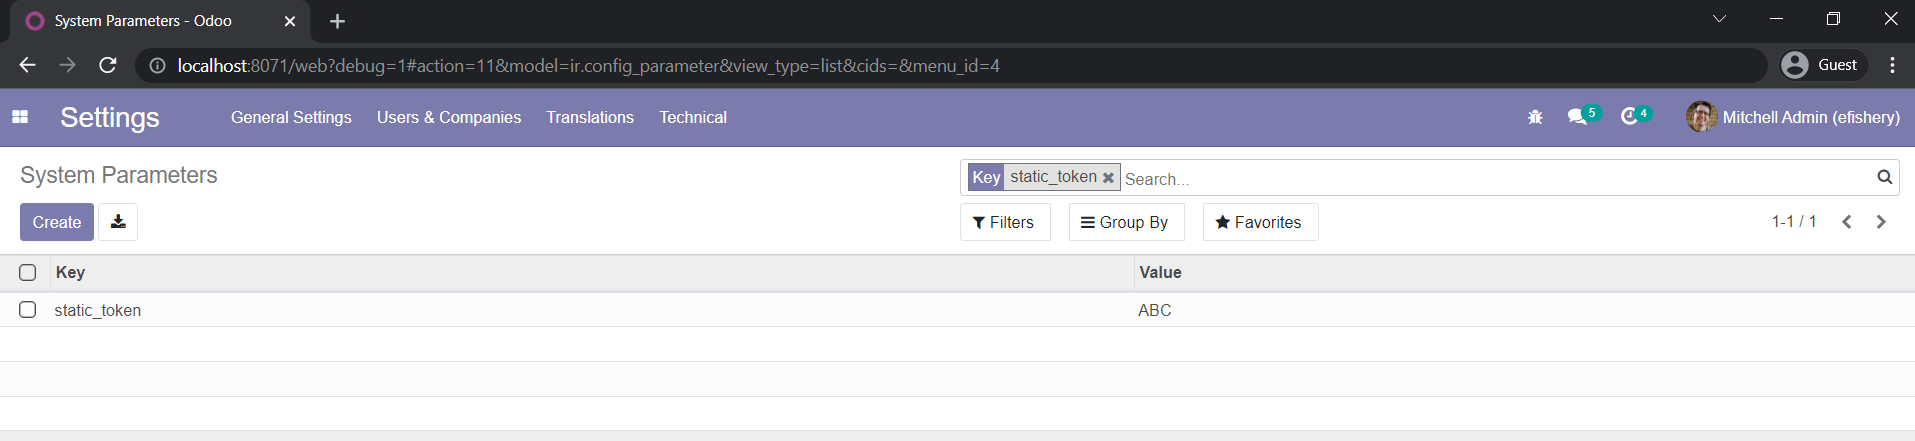 System Parameters - Odoo
localhost:8071/web?debug=1#action=11&model=ir.config_parameter&view_type=list&cids=&menu_id=4
Guest
Settings General Settings Users & Companies Translations Technical 5 4 Mitchell Admin (efishery)
System Parameters Key static_token Search...
Create Filters Group By Favorites 1-1 / 1
Key Value
static_token ABC